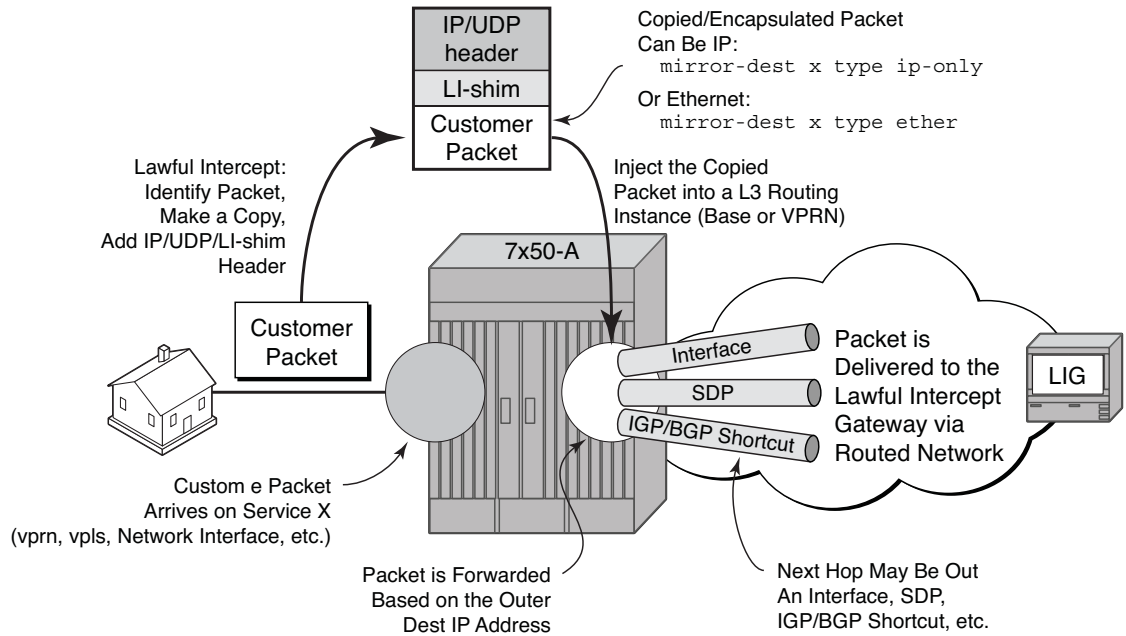 IP/UDP
header
LI-shim
Customer
Packet
Copied/Encapsulated Packet
Can Be IP:
mirror-dest x type ip-only
Or Ethernet:
mirror-dest x type ether
Lawful Intercept:
Identify Packet,
Make a Copy,
Add IP/UDP/LI-shim
Header
Inject the Copied
Packet into a L3 Routing
Instance (Base or VPRN)
7x50-A
Customer
Packet
Interface
SDP
IGP/BGP Shortcut
Packet is
Delivered to the
Lawful Intercept
Gateway via
Routed Network
LIG
Custom e Packet
Arrives on Service X
(vprn, vpls, Network Interface, etc.)
Packet is Forwarded
Based on the Outer
Dest IP Address
Next Hop May Be Out
An Interface, SDP,
IGP/BGP Shortcut, etc.